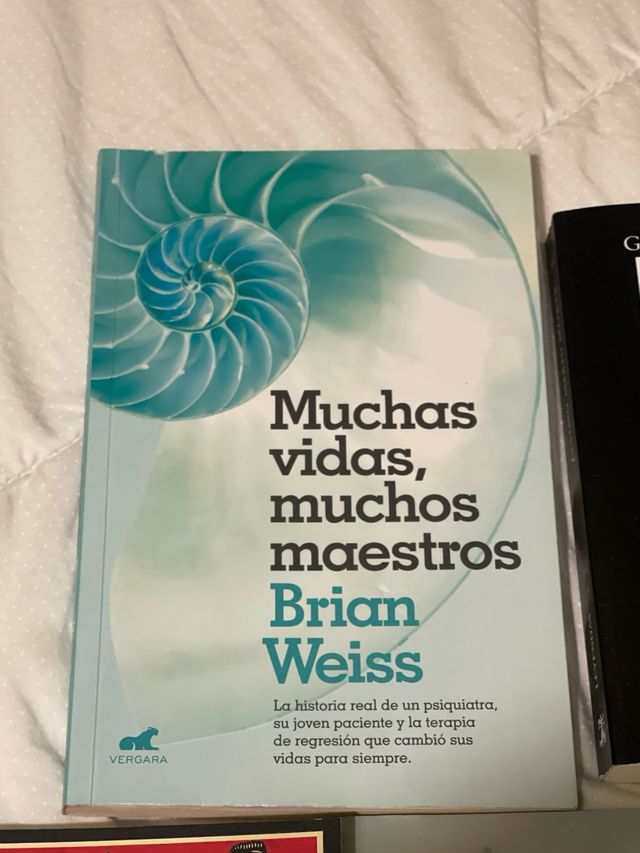 Muchas
vidas,
muchos
maestros
Brian
Weiss
La historia real de un psiquiatra,
su joven paciente y la terapia
de regresión que cambió sus
vidas para siempre.
VERGARA
G
LEYENDAS